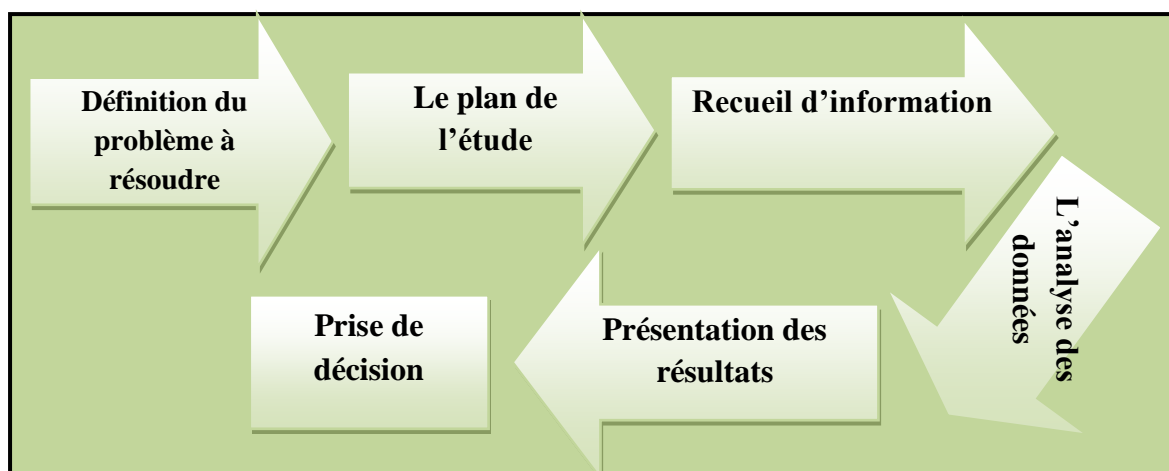 Définition du
problème à
résoudre
Le plan de
l’étude
Recueil d’information
L’analyse des
données
Présentation des
résultats
Prise de
décision